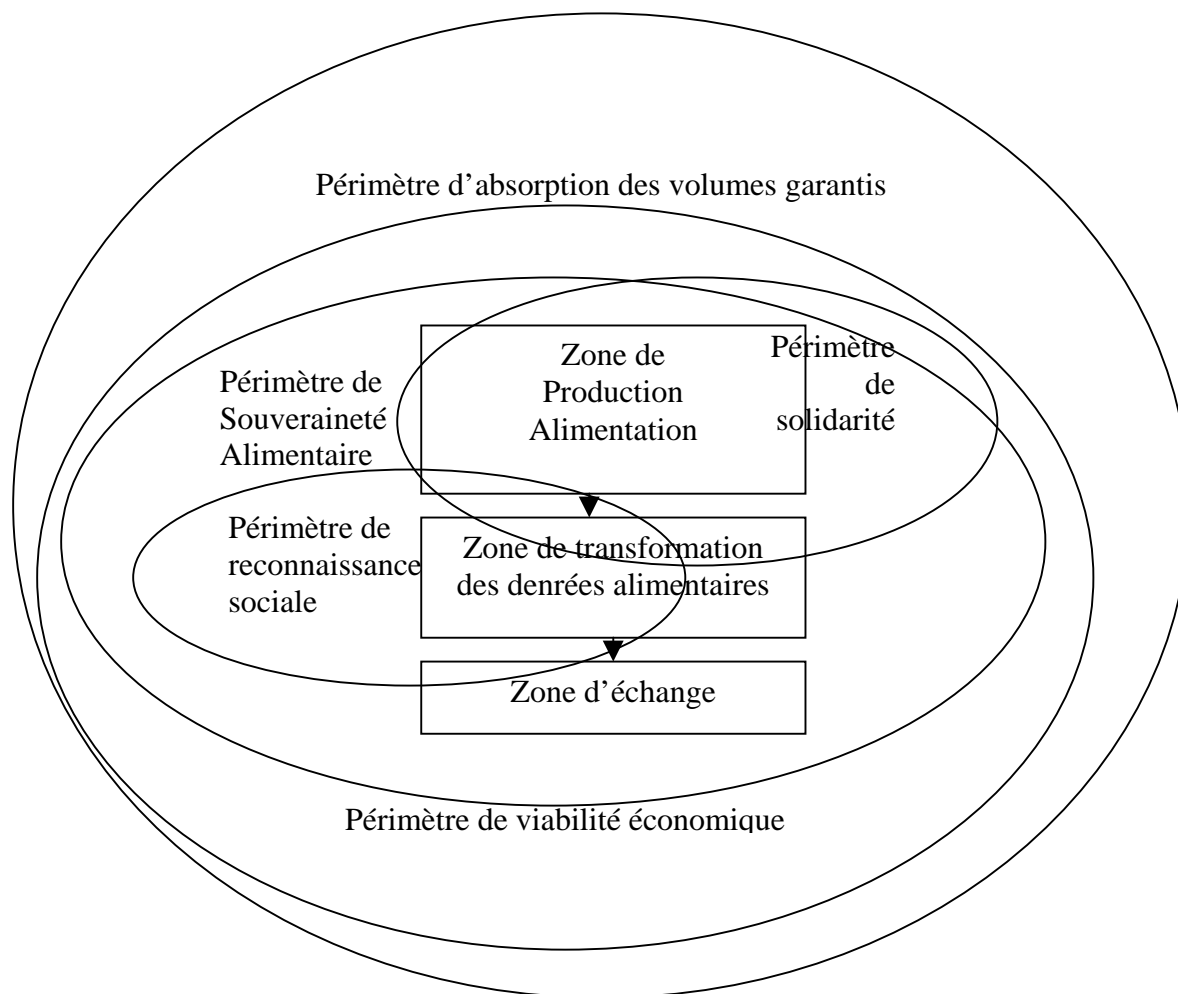 Périmètre d’absorption des volumes garantis
Zone de
Production
Alimentation
Périmètre
de
solidarité
Périmètre de
Souveraineté
Alimentaire
Périmètre de
reconnaissance
sociale
Zone de transformation
des denrées alimentaires
Zone d’échange
Périmètre de viabilité économique